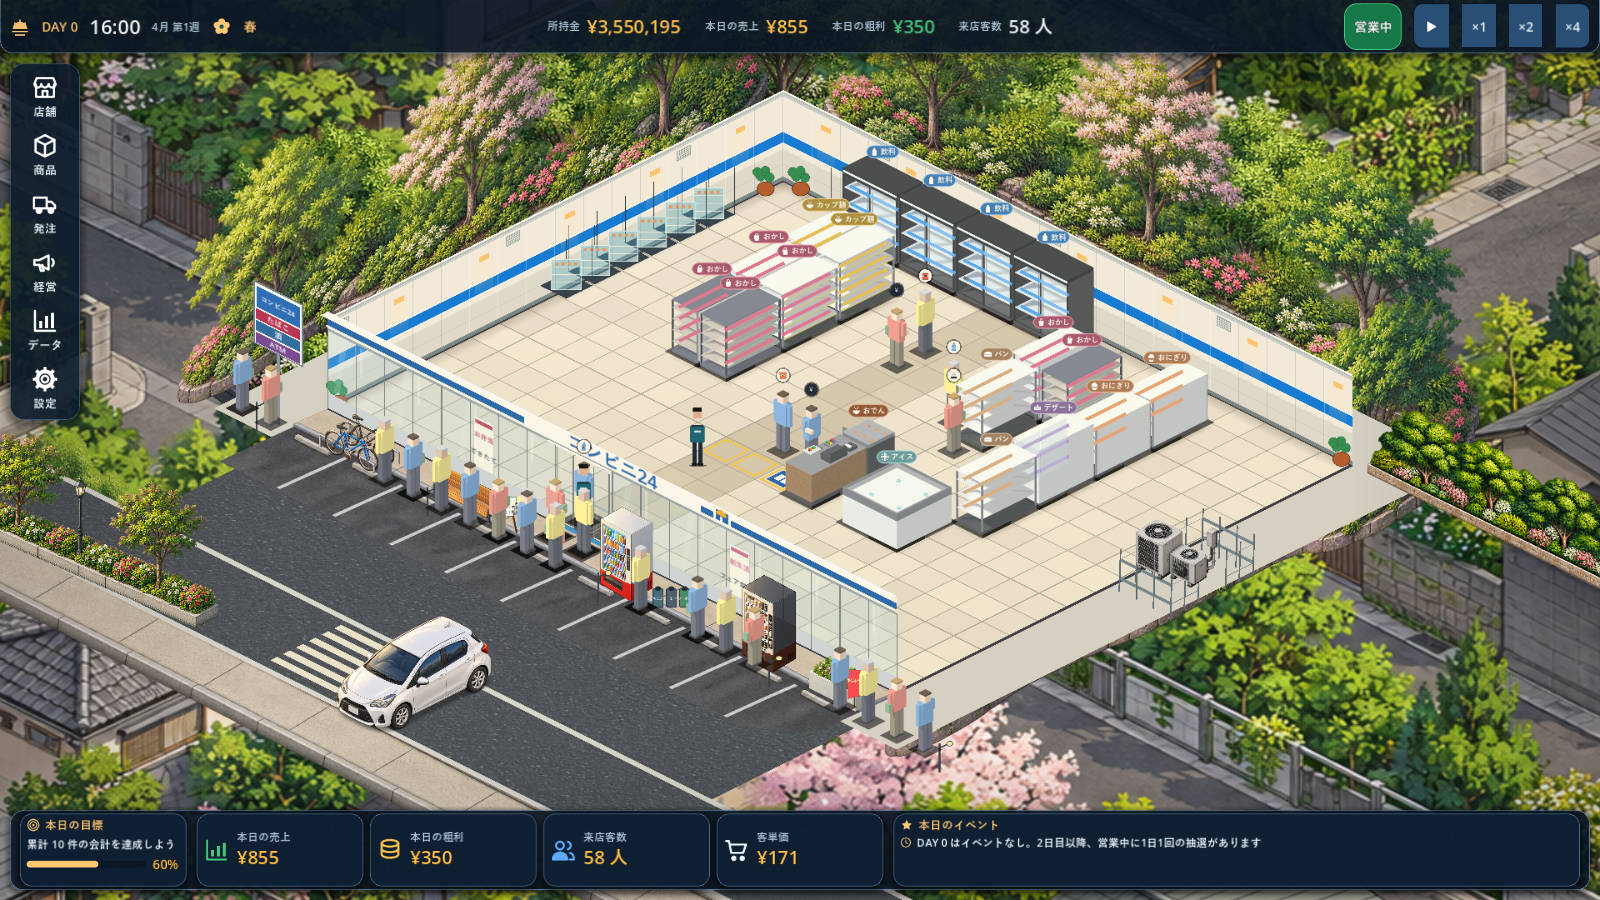 DAY 0 16:00 4月 第1週 春
所持金 ¥3,550,195 本日の売上 ¥855 本日の粗利 ¥350 来店客数 58 人
営業中 ×1 ×2 ×4
店舗
商品
発注
経営
データ
設定
飲料
飲料
飲料
飲料
カップ麺
カップ麺
おかし
おかし
おかし
おかし
おかし
おかし
パン
おにぎり
おにぎり
デザート
おでん
パン
アイス
コンビニ24
たばこ
酒
ATM
ンビニ24
本日の目標
累計 10 件の会計を達成しよう
60%
本日の売上
¥855
本日の粗利
¥350
来店客数
58 人
客単価
¥171
本日のイベント
DAY 0 はイベントなし。2日目以降、営業中に1日1回の抽選があります